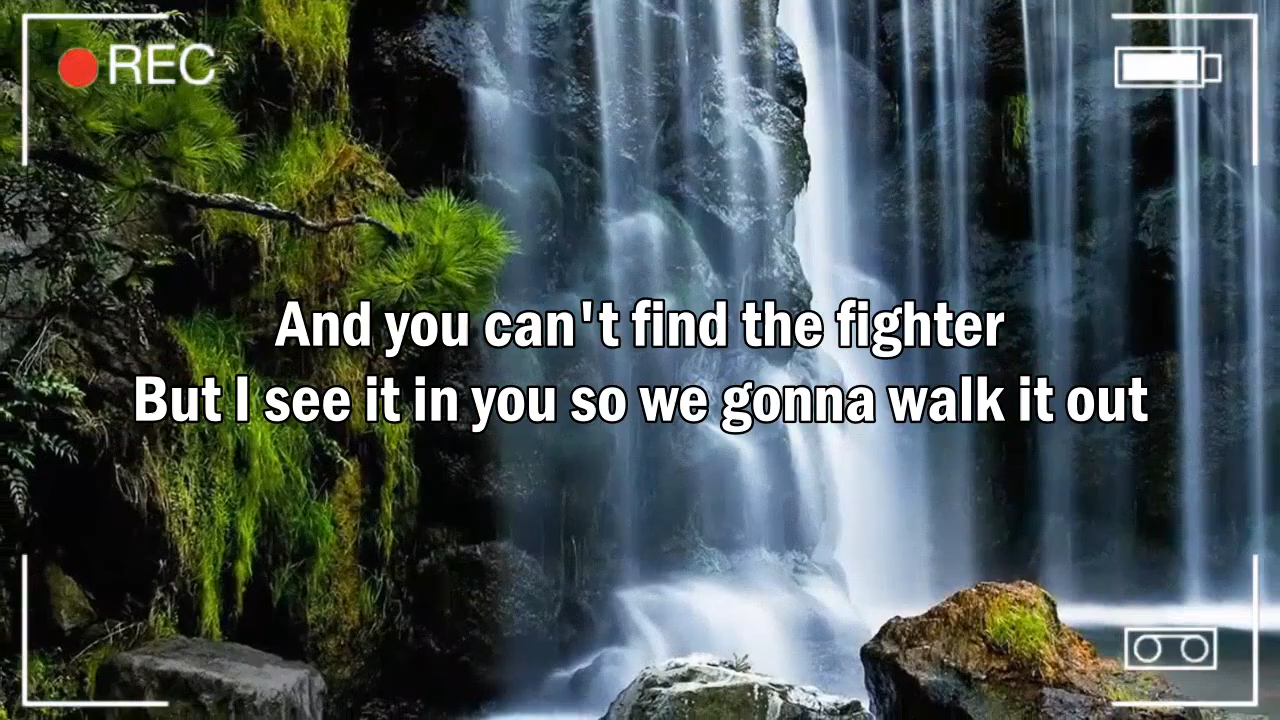 REC
And you can't find the fighter
But I see it in you so we gonna walk it out